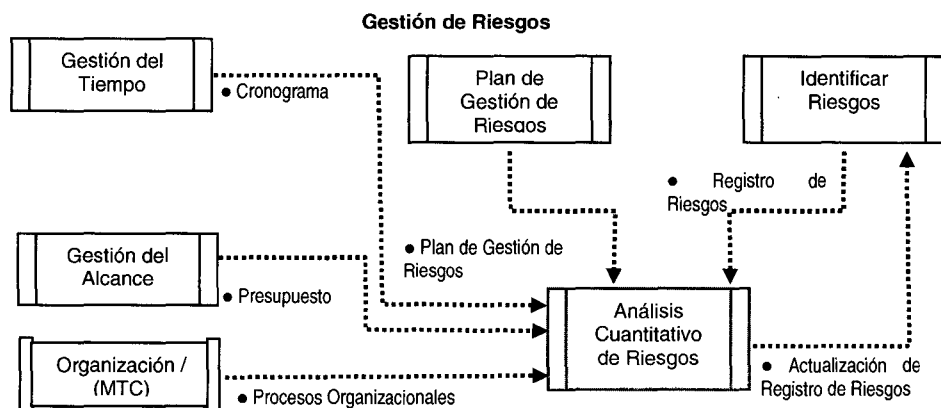 Gestión de Riesgos
Gestión del
Tiempo
● Cronograma
Plan de
Gestión de
Riesgos
Identificar
Riesgos
● Registro de
Riesgos
● Plan de Gestión de
Riesgos
Gestión del
Alcance
● Presupuesto
Análisis
Cuantitativo
de Riesgos
Organización /
(MTC)
● Procesos Organizacionales
● Actualización de
Registro de Riesgos